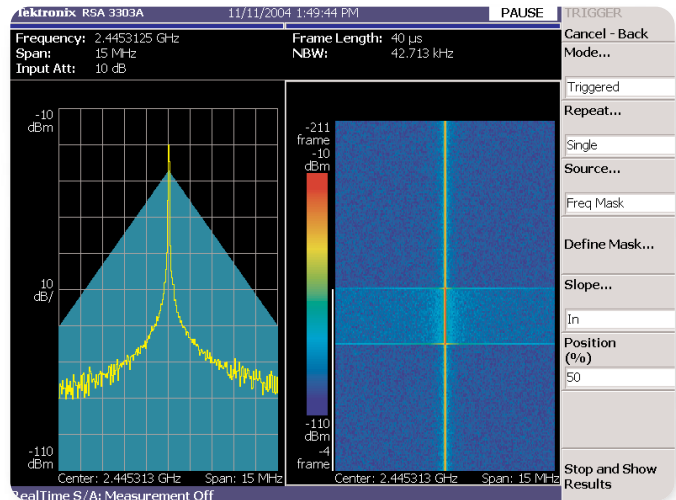 Tektronix RSA 3303A 11/11/2004 1:49:44 PM PAUSE TRIGGER
Frequency: 2.4453125 GHz Frame Length: 40 µs Cancel - Back
Span: 15 MHz NBW: 42.713 kHz Mode...
Input Att: 10 dB
Triggered
Repeat...
Single
Source...
Freq Mask
Define Mask...
Slope...
In
Position
(%)
50
Stop and Show
Results
-10
dBm
10
dB/
-110
dBm
Center: 2.445313 GHz Span: 15 MHz
-211
frame
-10
dBm
-110
dBm
-4
frame
Center: 2.445313 GHz Span: 15 MHz
RealTime S/A: Measurement Off